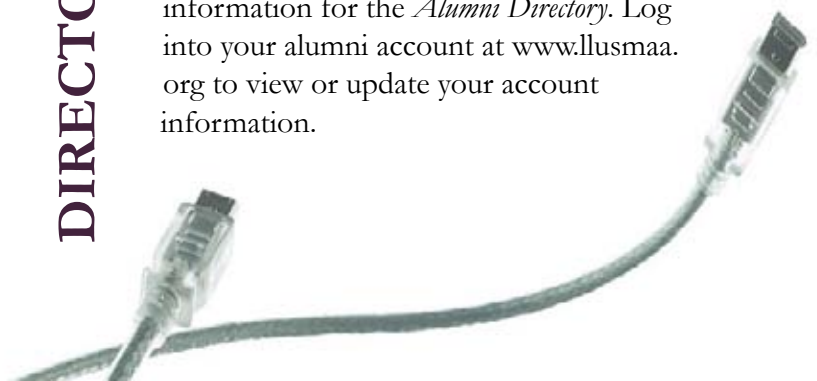 information for the Alumni Directory. Log
into your alumni account at www.llusmaa.
org to view or update your account
information.